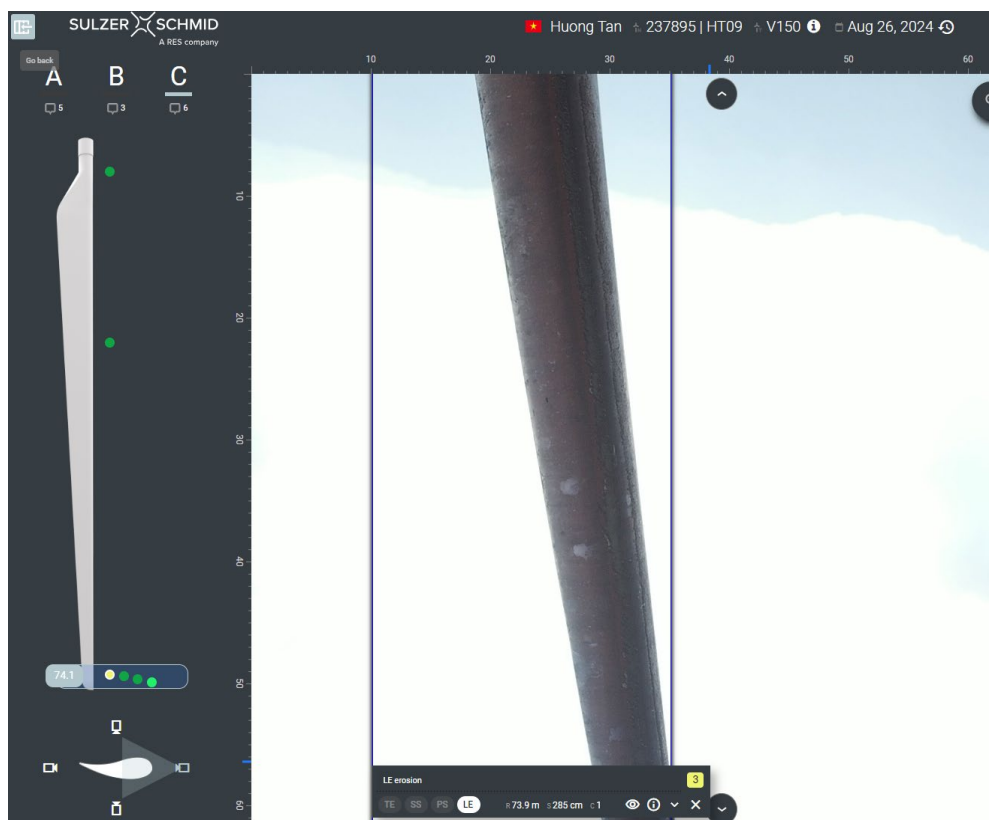 SULZER SCHMID
A RES company
Huong Tan 237895 | HT09 V150 Aug 26, 2024
Go back
A B C
5 3 6
10 20 30 40 50 60
10
20
30
40
50
60
74.1
LE erosion 3
TE SS PS LE R 73.9 m S 285 cm C 1